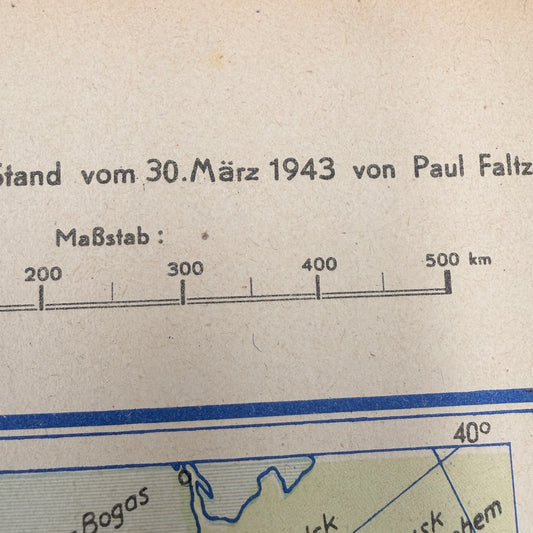 Stand vom 30. März 1943 von Paul Faltz
Maßstab :
200 300 400 500 km
40°
Bogas